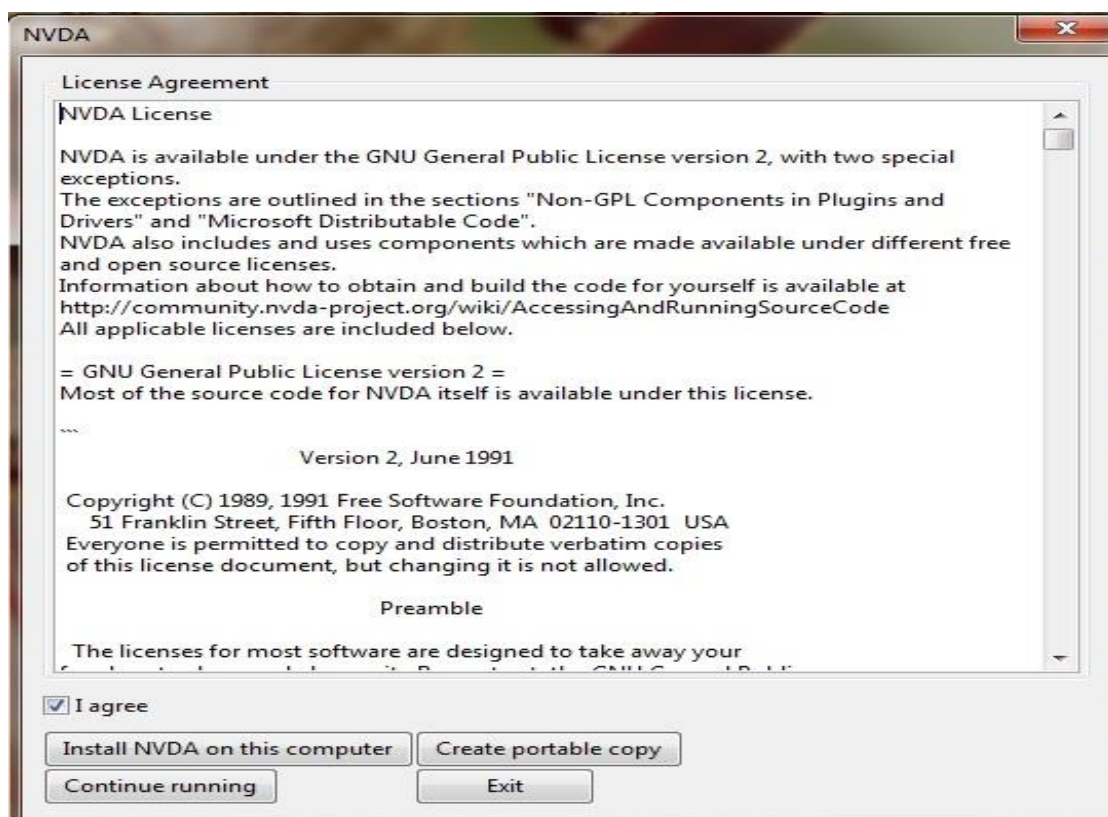 NVDA
License Agreement
NVDA License
NVDA is available under the GNU General Public License version 2, with two special
exceptions.
The exceptions are outlined in the sections "Non-GPL Components in Plugins and
Drivers" and "Microsoft Distributable Code".
NVDA also includes and uses components which are made available under different free
and open source licenses.
Information about how to obtain and build the code for yourself is available at
http://community.nvda-project.org/wiki/AccessingAndRunningSourceCode
All applicable licenses are included below.
= GNU General Public License version 2 =
Most of the source code for NVDA itself is available under this license.
```
Version 2, June 1991
Copyright (C) 1989, 1991 Free Software Foundation, Inc.
51 Franklin Street, Fifth Floor, Boston, MA 02110-1301 USA
Everyone is permitted to copy and distribute verbatim copies
of this license document, but changing it is not allowed.
Preamble
The licenses for most software are designed to take away your
I agree
Install NVDA on this computer
Create portable copy
Continue running
Exit